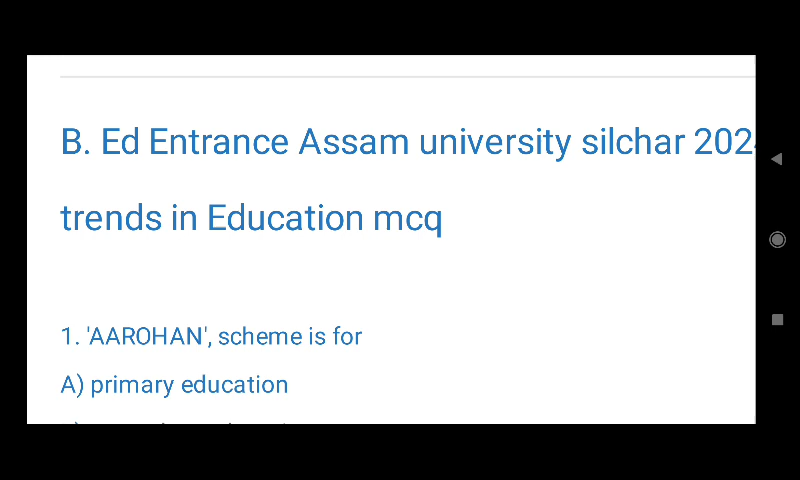 B. Ed Entrance Assam university silchar
trends in Education mcq
1. 'AAROHAN', scheme is for
A) primary education